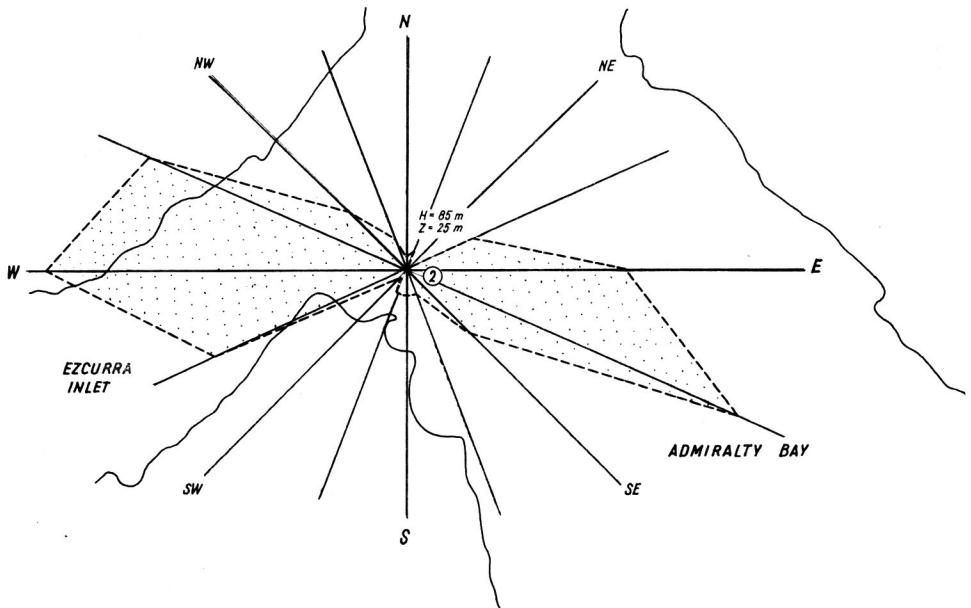 N
NW
NE
H = 85 m
Z = 25 m
W
2
E
EZCURRA
INLET
ADMIRALTY BAY
SW
SE
S